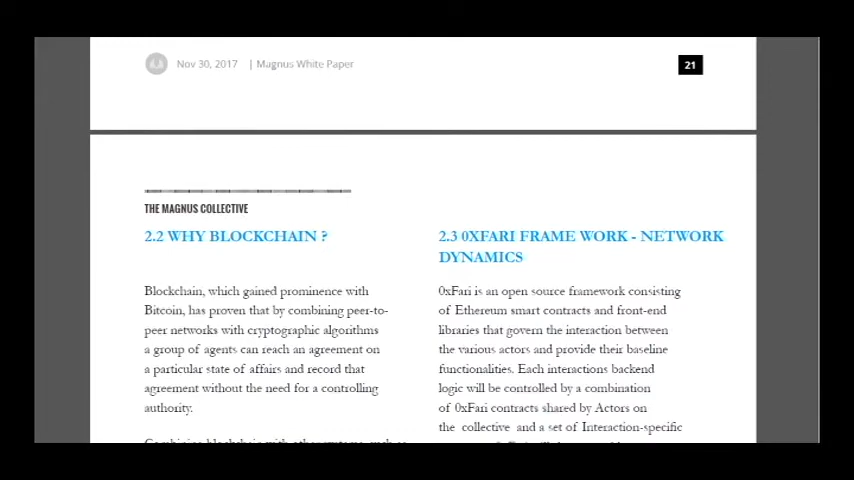 Nov 30, 2017 | Magnus White Paper
21
THE MAGNUS COLLECTIVE
2.2 WHY BLOCKCHAIN ?
Blockchain, which gained prominence with
Bitcoin, has proven that by combining peer-to-
peer networks with cryptographic algorithms
a group of agents can reach an agreement on
a particular state of affairs and record that
agreement without the need for a controlling
authority.
2.3 0XFARI FRAME WORK - NETWORK
DYNAMICS
0xFari is an open source framework consisting
of Ethereum smart contracts and front-end
libraries that govern the interaction between
the various actors and provide their baseline
functionalities. Each interactions backend
logic will be controlled by a combination
of 0xFari contracts shared by Actors on
the collective and a set of Interaction-specific